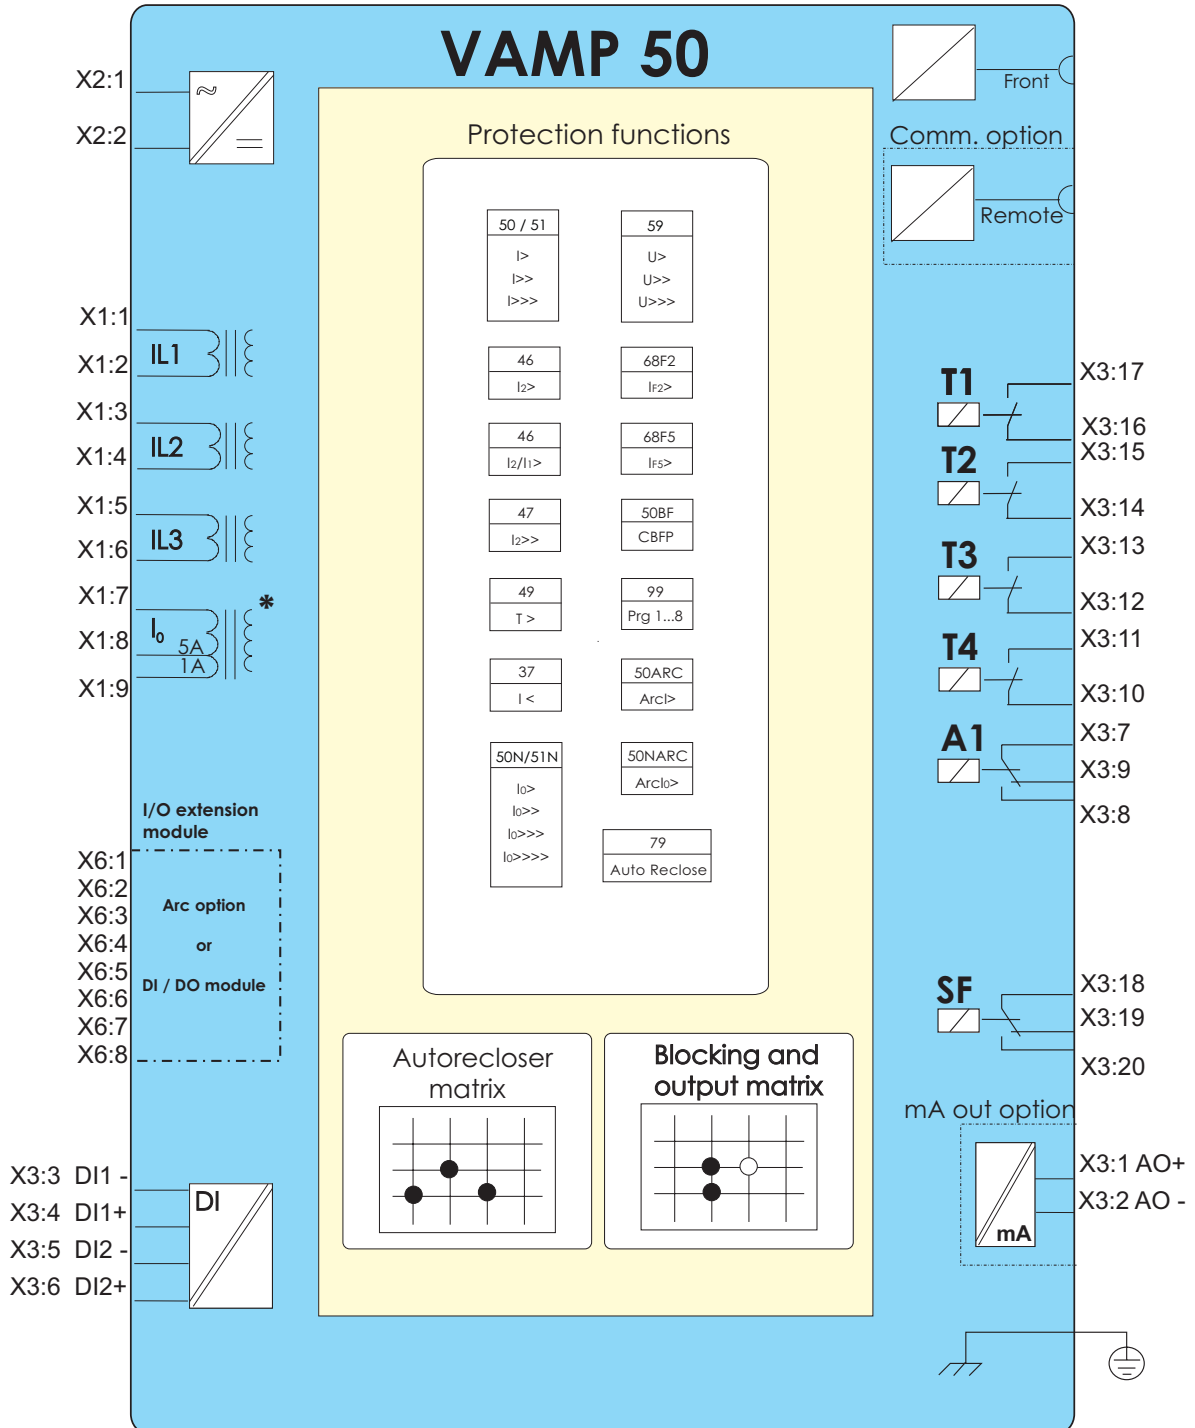 VAMP 50
X2:1
X2:2
~
Front
Comm. option
Remote
Protection functions
50 / 51
I>
I>>
I>>>
59
U>
U>>
U>>>
46
I2>
68F2
IF2>
46
I2/I1>
68F5
IF5>
47
I2>>
50BF
CBFP
49
T >
99
Prg 1...8
37
I <
50ARC
ArcI>
50N/51N
I0>
I0>>
I0>>>
I0>>>>
50NARC
ArcI0>
79
Auto Reclose
X1:1
IL1
X1:2
X1:3
IL2
X1:4
X1:5
IL3
X1:6
X1:7
*
I0
X1:8
5A
1A
X1:9
I/O extension
module
X6:1
X6:2
X6:3
X6:4
X6:5
X6:6
X6:7
X6:8
Arc option
or
DI / DO module
X3:3 DI1 -
X3:4 DI1+
X3:5 DI2 -
X3:6 DI2+
DI
Autorecloser
matrix
Blocking and
output matrix
T1
X3:17
X3:16
T2
X3:15
X3:14
T3
X3:13
X3:12
T4
X3:11
X3:10
A1
X3:7
X3:9
X3:8
SF
X3:18
X3:19
X3:20
mA out option
mA
X3:1 AO+
X3:2 AO -